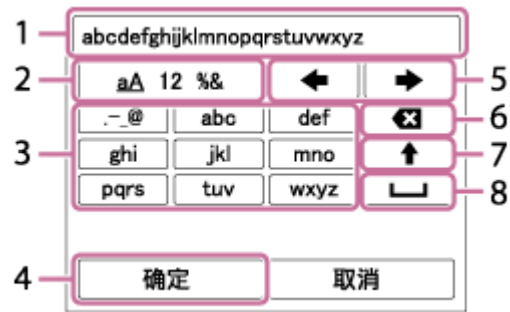 1 abcdefghijklmnopqrstuvwxyz
2 aA 12 %& 5
.-_@ abc def 6
3 ghi jkl mno 7
pqrs tuv wxyz 8
4 确定 取消